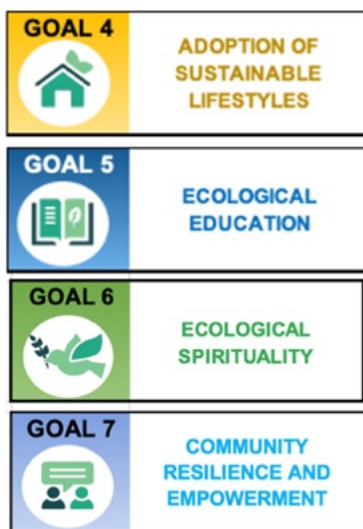 GOAL 4
ADOPTION OF
SUSTAINABLE
LIFESTYLES
GOAL 5
ECOLOGICAL
EDUCATION
GOAL 6
ECOLOGICAL
SPIRITUALITY
GOAL 7
COMMUNITY
RESILIENCE AND
EMPOWERMENT